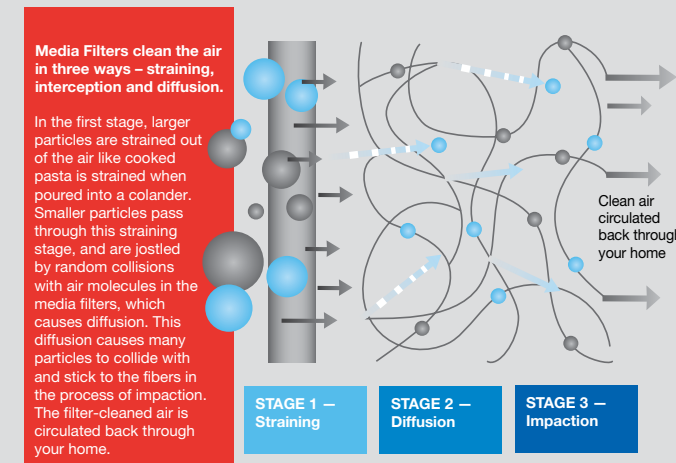 Media Filters clean the air
in three ways – straining,
interception and diffusion.
In the first stage, larger
particles are strained out
of the air like cooked
pasta is strained when
poured into a colander.
Smaller particles pass
through this straining
stage, and are jostled
by random collisions
with air molecules in the
media filters, which
causes diffusion. This
diffusion causes many
particles to collide with
and stick to the fibers in
the process of impaction.
The filter-cleaned air is
circulated back through
your home.
Clean air
circulated
back through
your home
STAGE 1 —
Straining
STAGE 2 —
Diffusion
STAGE 3 —
Impaction